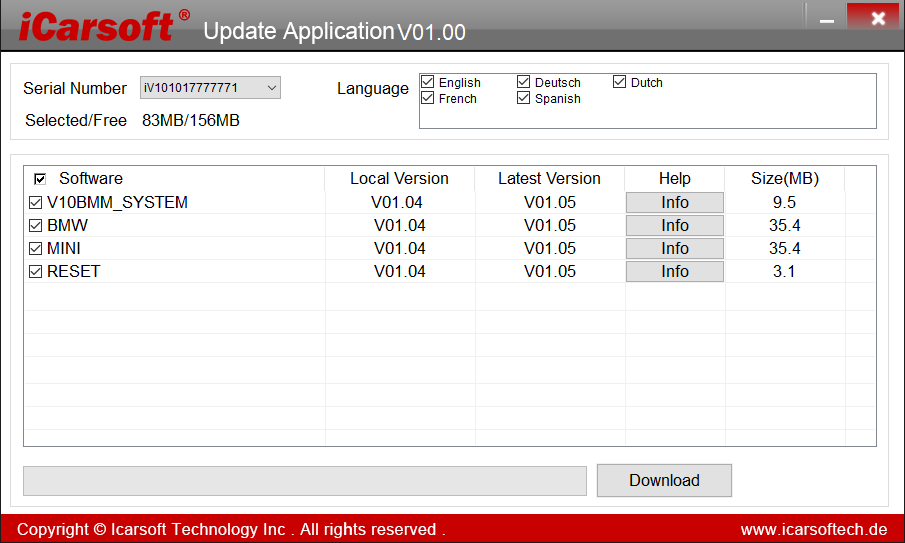 iCarsoft ® Update Application V01.00
Serial Number iV101017777771 Language English Deutsch Dutch
French Spanish
Selected/Free 83MB/156MB
Software Local Version Latest Version Help Size(MB)
V10BMM_SYSTEM V01.04 V01.05 Info 9.5
BMW V01.04 V01.05 Info 35.4
MINI V01.04 V01.05 Info 35.4
RESET V01.04 V01.05 Info 3.1
Download
Copyright © Icarsoft Technology Inc . All rights reserved . www.icarsoftech.de